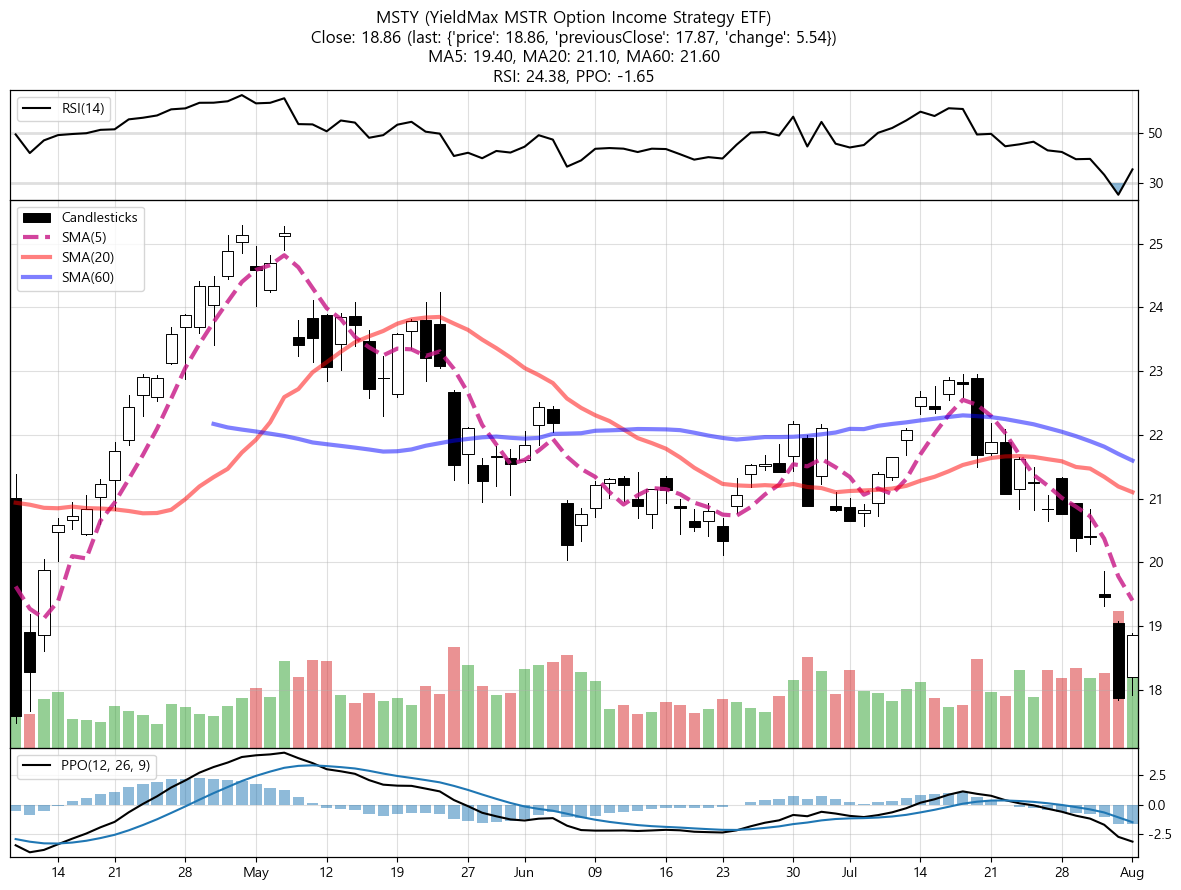 MSTY (YieldMax MSTR Option Income Strategy ETF)
Close: 18.86 (last: {'price': 18.86, 'previousClose': 17.87, 'change': 5.54})
MA5: 19.40, MA20: 21.10, MA60: 21.60
RSI: 24.38, PPO: -1.65
RSI(14)
50
30
Candlesticks
SMA(5)
SMA(20)
SMA(60)
25
24
23
22
21
20
19
18
PPO(12, 26, 9)
2.5
0.0
-2.5
14 21 28 May 12 19 27 Jun 09 16 23 30 Jul 14 21 28 Aug